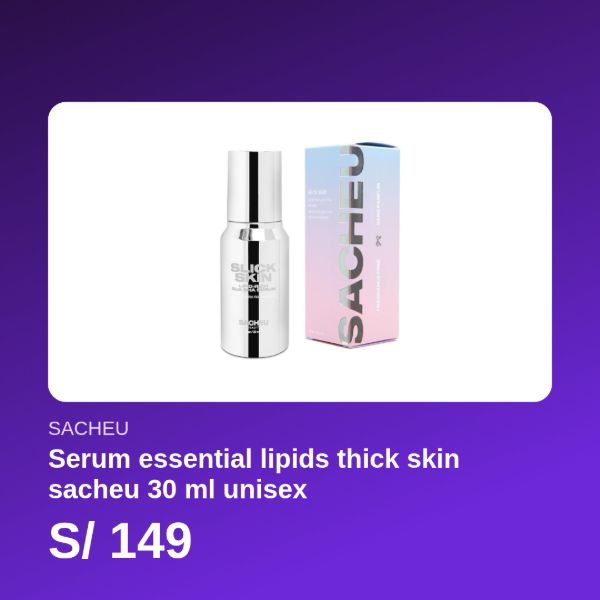 SLICK
SKIN
SACHEU
SACHEU
SACHEU
Serum essential lipids thick skin
sacheu 30 ml unisex
S/ 149